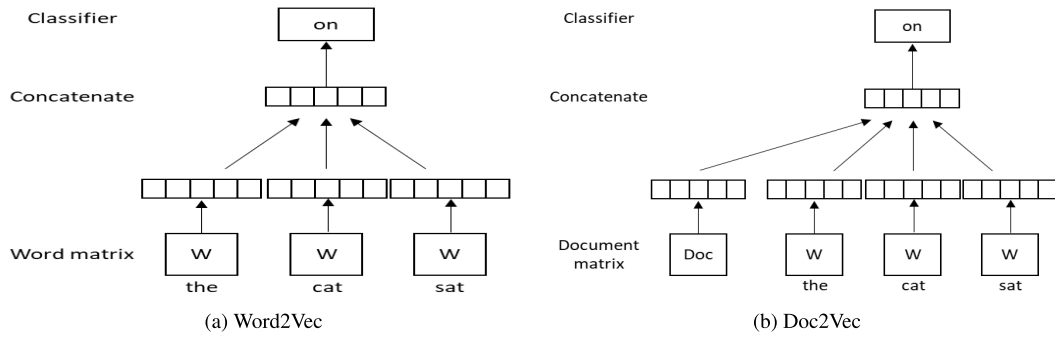 Classifier
on
Concatenate
Word matrix
W
W
W
the
cat
sat
(a) Word2Vec
Classifier
on
Concatenate
Document
matrix
Doc
W
W
W
the
cat
sat
(b) Doc2Vec